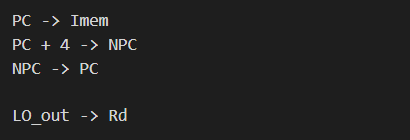 PC -> Imem
PC + 4 -> NPC
NPC -> PC
LO_out -> Rd